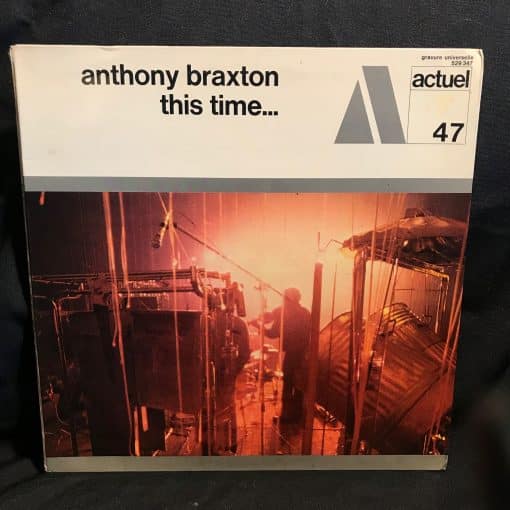 anthony braxton
this time...
gravure universelle
529 347
actuel
47